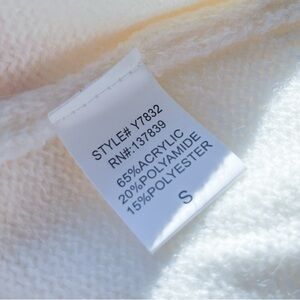 STYLE# Y7832
RN#:137839
65%ACRYLIC
20%POLYAMIDE
15%POLYESTER
S